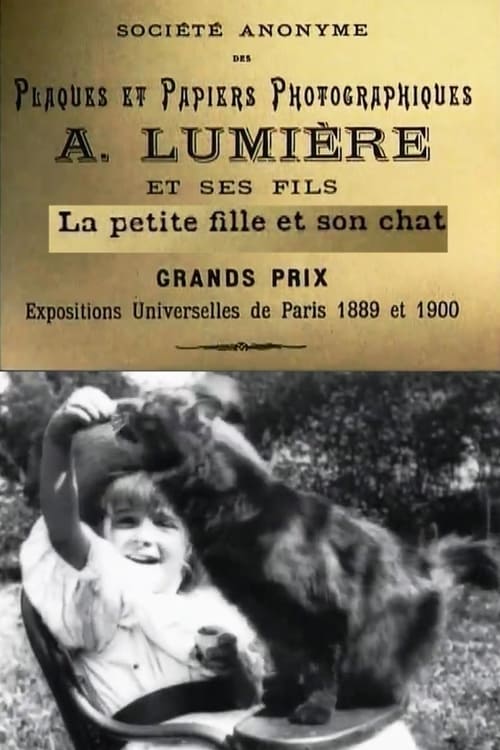 SOCIÉTÉ ANONYME
DES
PLAQUES ET PAPIERS PHOTOGRAPHIQUES
A. LUMIÈRE
ET SES FILS
La petite fille et son chat
GRANDS PRIX
Expositions Universelles de Paris 1889 et 1900